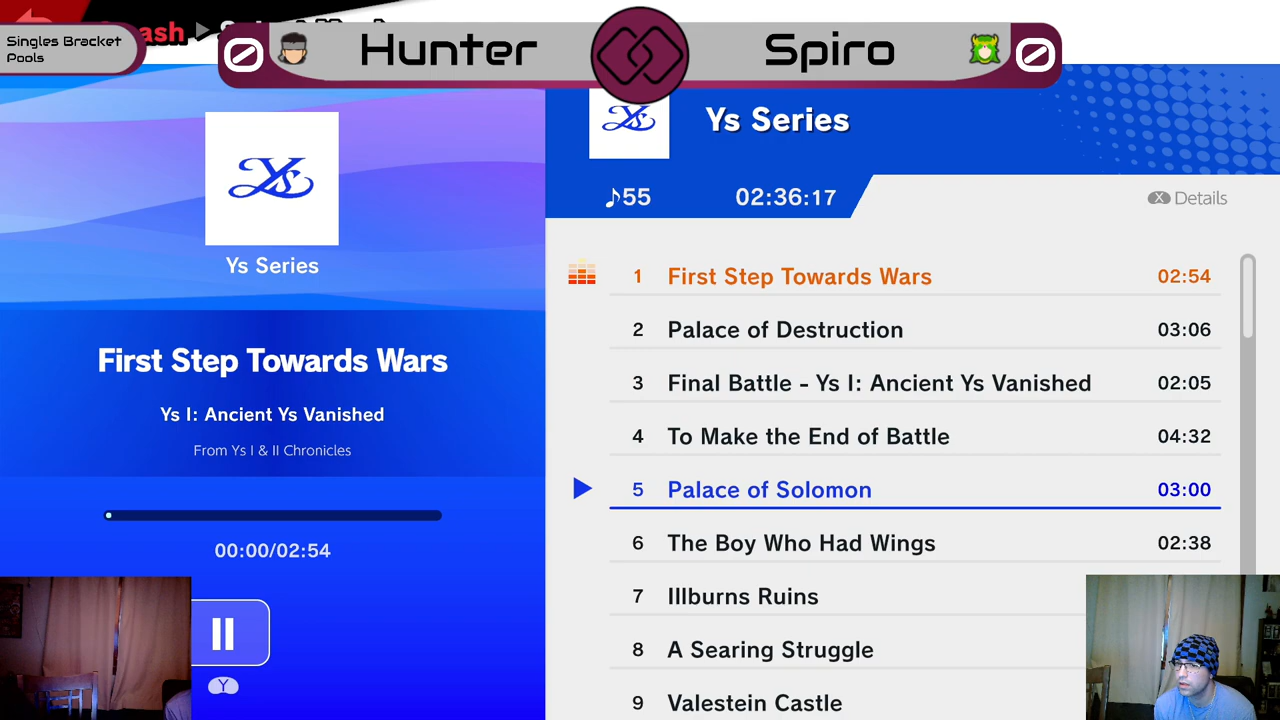 Singles Bracket
Pools
Hunter
Spiro
Ys
Ys Series
First Step Towards Wars
Ys I: Ancient Ys Vanished
From Ys I & II Chronicles
00:00/02:54
Y
Ys
Ys Series
♪55 02:36:17
X Details
1 First Step Towards Wars 02:54
2 Palace of Destruction 03:06
3 Final Battle - Ys I: Ancient Ys Vanished 02:05
4 To Make the End of Battle 04:32
5 Palace of Solomon 03:00
6 The Boy Who Had Wings 02:38
7 Illburns Ruins
8 A Searing Struggle
9 Valestein Castle